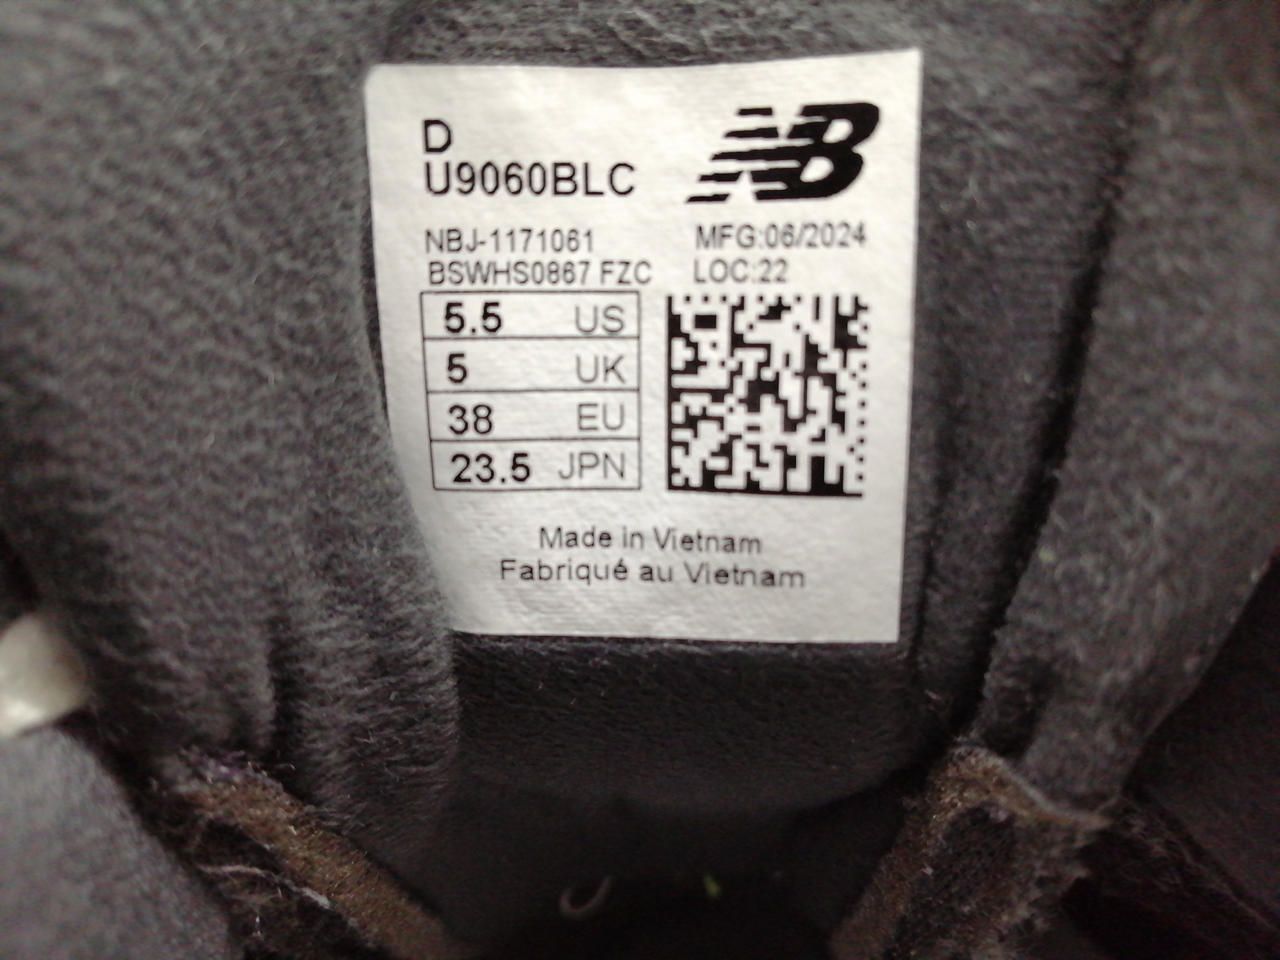 D
U9060BLC
NB
NBJ-1171061
MFG:06/2024
BSWHS0867 FZC
LOC:22
5.5 US
5 UK
38 EU
23.5 JPN
Made in Vietnam
Fabriqué au Vietnam